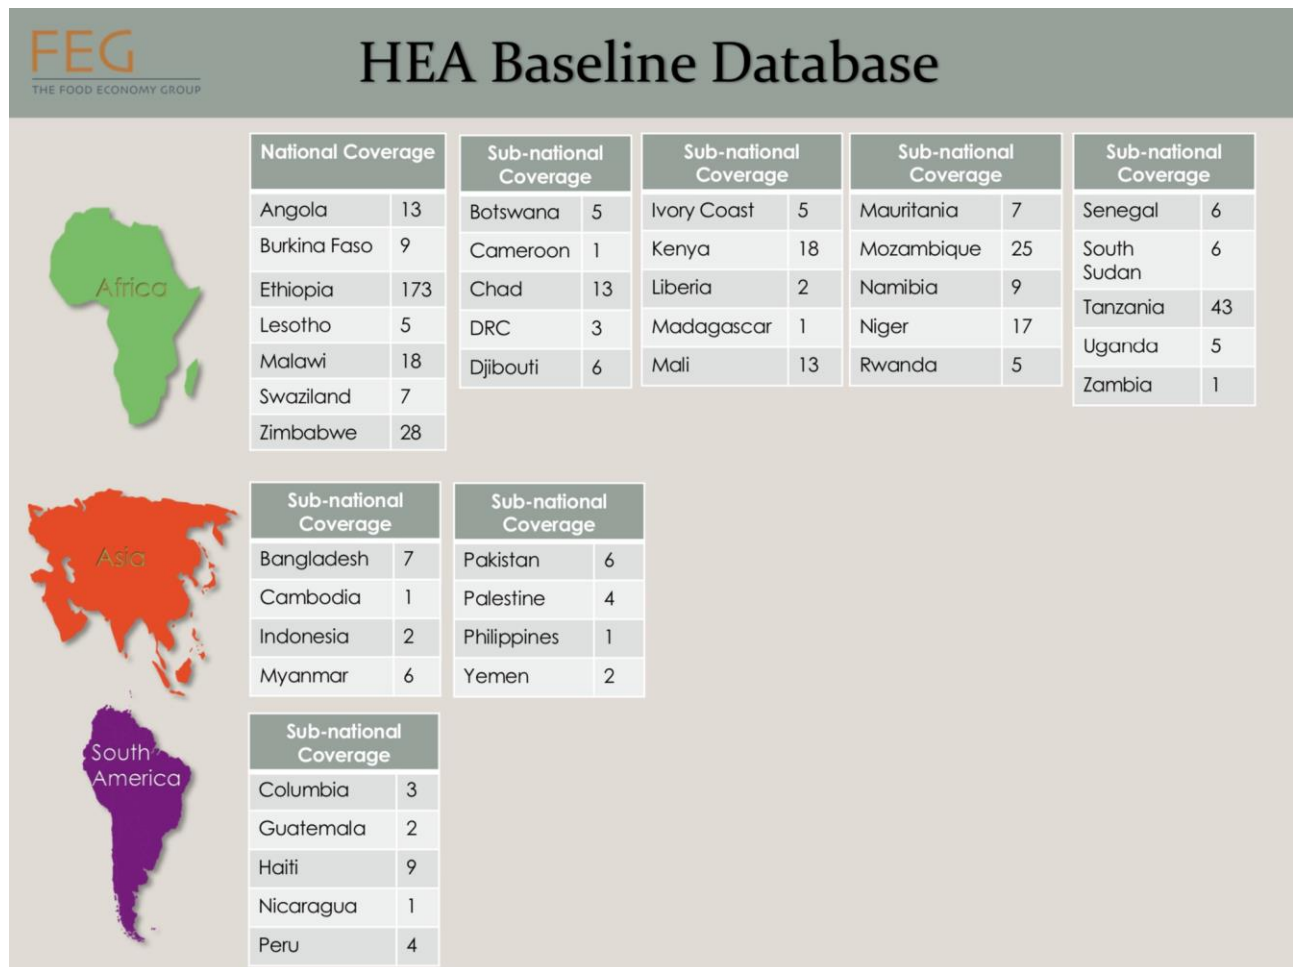 FEG
THE FOOD ECONOMY GROUP
HEA Baseline Database
Africa
National Coverage
Angola 13
Burkina Faso 9
Ethiopia 173
Lesotho 5
Malawi 18
Swaziland 7
Zimbabwe 28
Sub-national
Coverage
Botswana 5
Cameroon 1
Chad 13
DRC 3
Djibouti 6
Sub-national
Coverage
Ivory Coast 5
Kenya 18
Liberia 2
Madagascar 1
Mali 13
Sub-national
Coverage
Mauritania 7
Mozambique 25
Namibia 9
Niger 17
Rwanda 5
Sub-national
Coverage
Senegal 6
South 6
Sudan
Tanzania 43
Uganda 5
Zambia 1
Asia
Sub-national
Coverage
Bangladesh 7
Cambodia 1
Indonesia 2
Myanmar 6
Sub-national
Coverage
Pakistan 6
Palestine 4
Philippines 1
Yemen 2
South
America
Sub-national
Coverage
Columbia 3
Guatemala 2
Haiti 9
Nicaragua 1
Peru 4